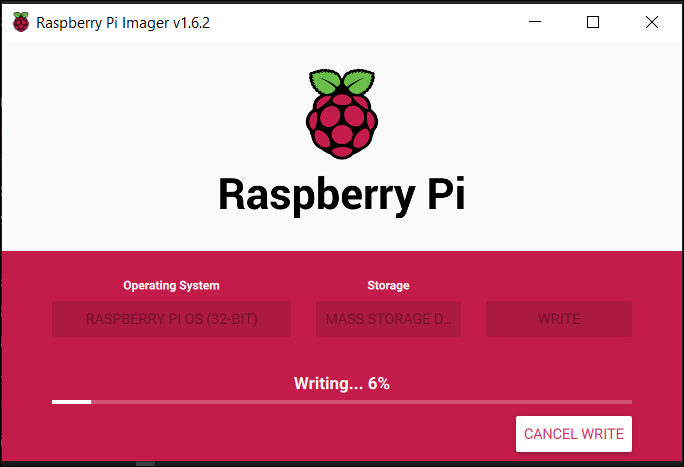 Raspberry Pi Imager v1.6.2
Raspberry Pi
Operating System
Storage
RASPBERRY PI OS (32-BIT)
MASS STORAGE D...
WRITE
Writing... 6%
CANCEL WRITE